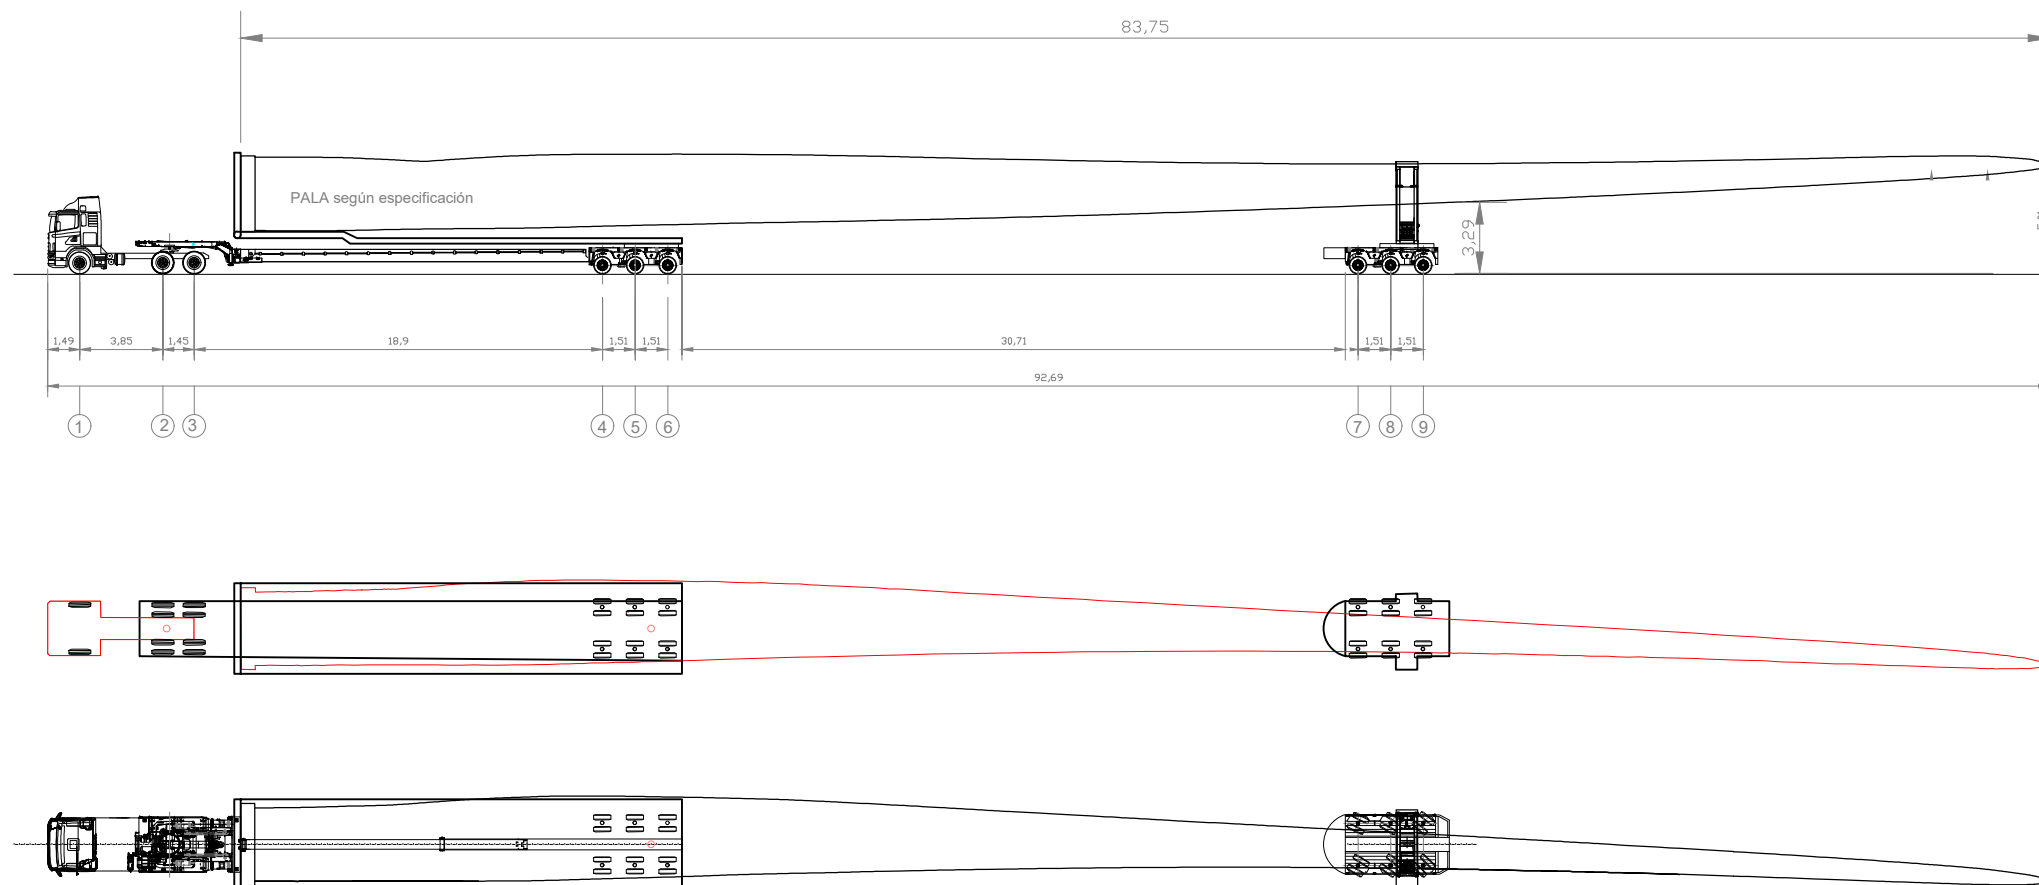 83,75
PALA según especificación
3,29
1,49 3,85 1,45 18,9 1,51 1,51 30,71 1,51 1,51
92,69
1 2 3 4 5 6 7 8 9